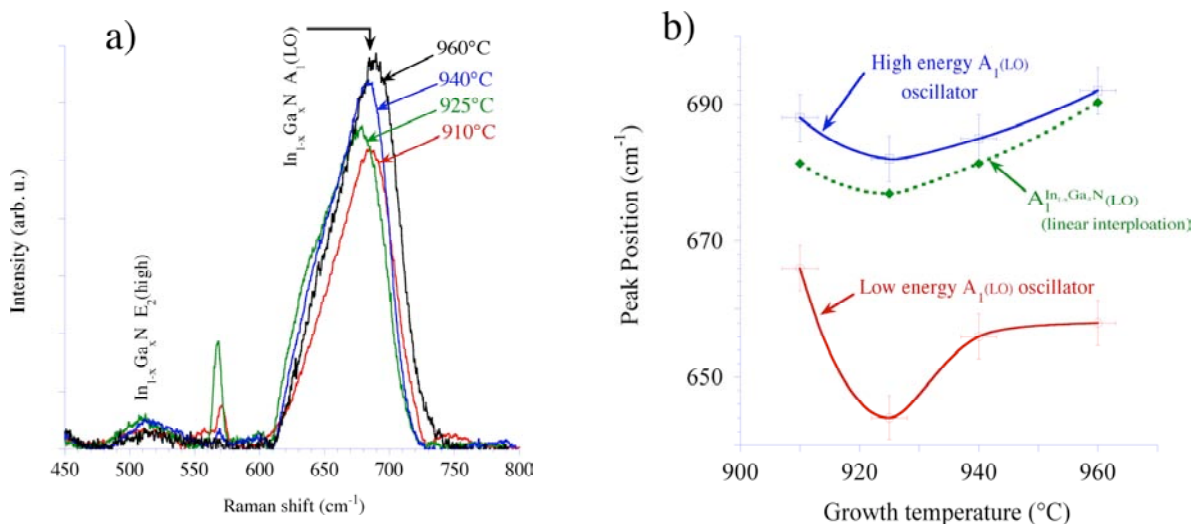 a)
In₁₋ₓGaₓN A₁(LO)
960°C
940°C
925°C
910°C
In₁₋ₓGaₓN E₂(high)
Intensity (arb. u.)
450 500 550 600 650 700 750 800
Raman shift (cm⁻¹)
b)
High energy A₁(LO)
oscillator
A₁^In₁₋ₓGaₓN(LO)
(linear interploation)
Low energy A₁(LO) oscillator
Peak Position (cm⁻¹)
690
670
650
900 920 940 960
Growth temperature (°C)